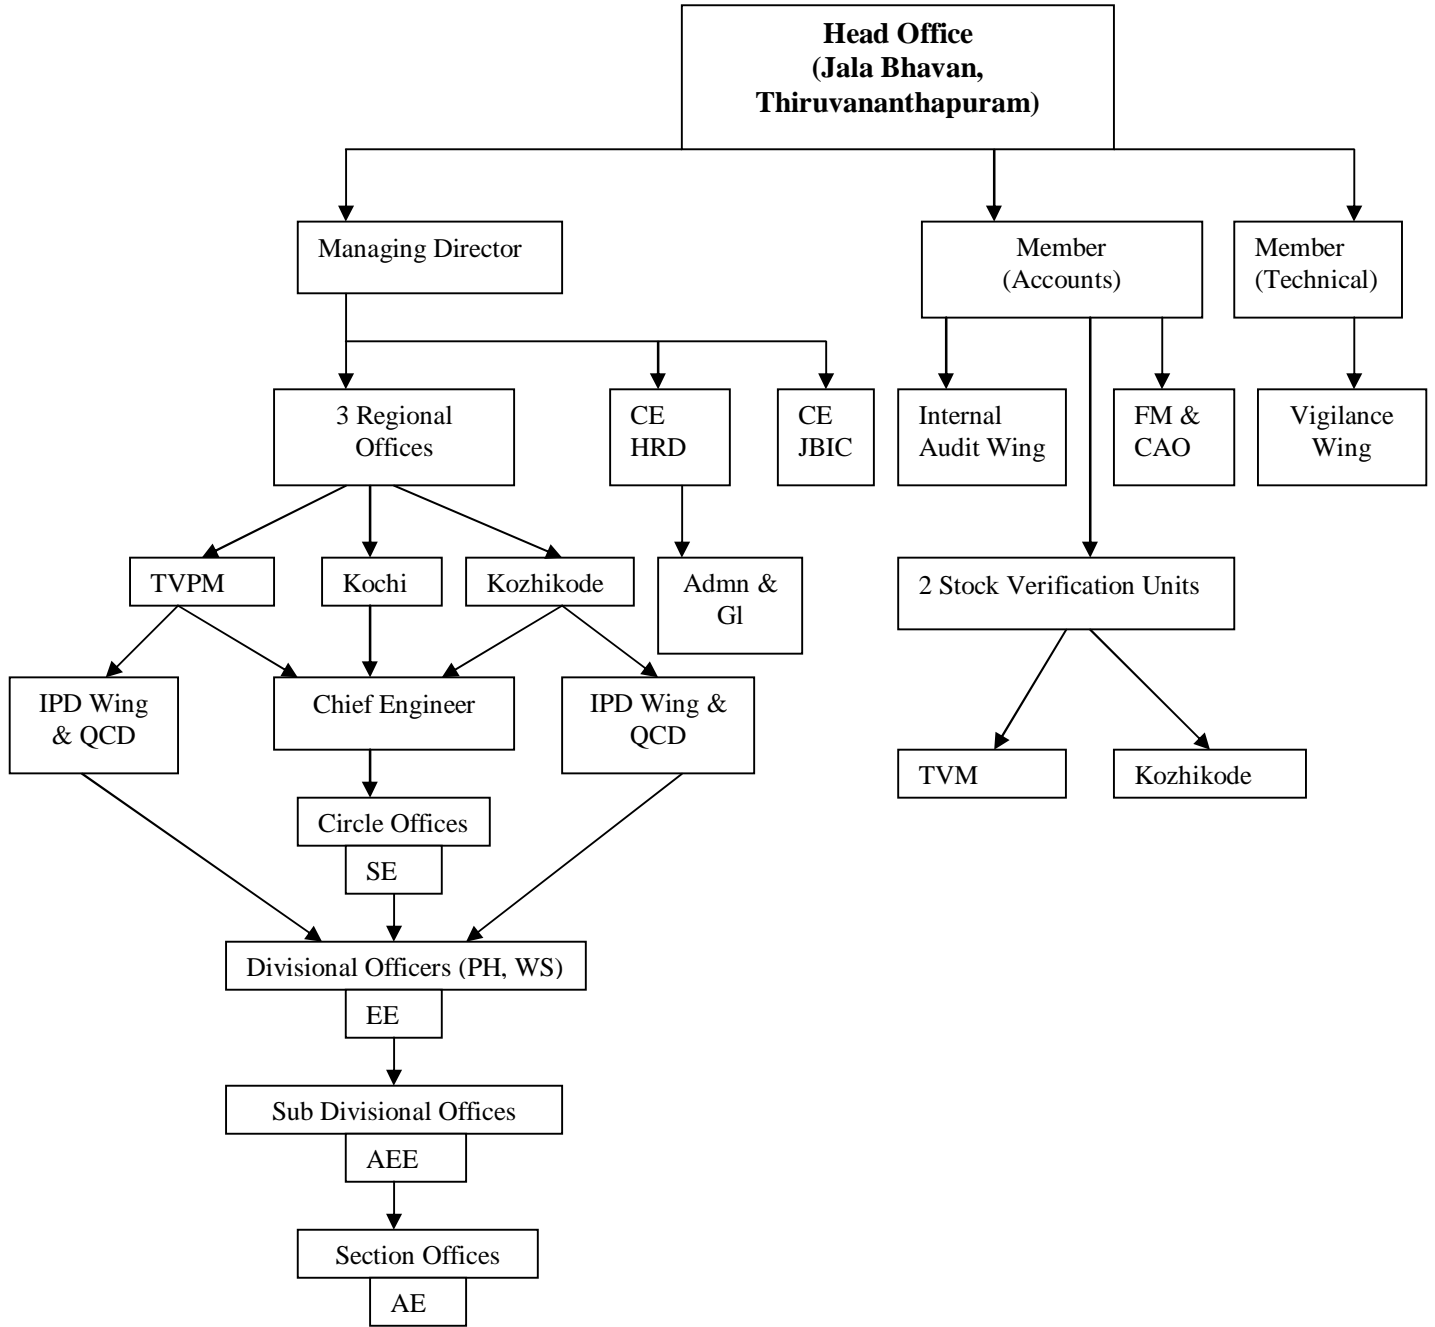 Head Office
(Jala Bhavan,
Thiruvananthapuram)
Managing Director
Member
(Accounts)
Member
(Technical)
3 Regional
Offices
CE
HRD
CE
JBIC
Internal
Audit Wing
FM &
CAO
Vigilance
Wing
TVPM
Kochi
Kozhikode
Admn &
Gl
2 Stock Verification Units
IPD Wing
& QCD
Chief Engineer
IPD Wing &
QCD
TVM
Kozhikode
Circle Offices
SE
Divisional Officers (PH, WS)
EE
Sub Divisional Offices
AEE
Section Offices
AE